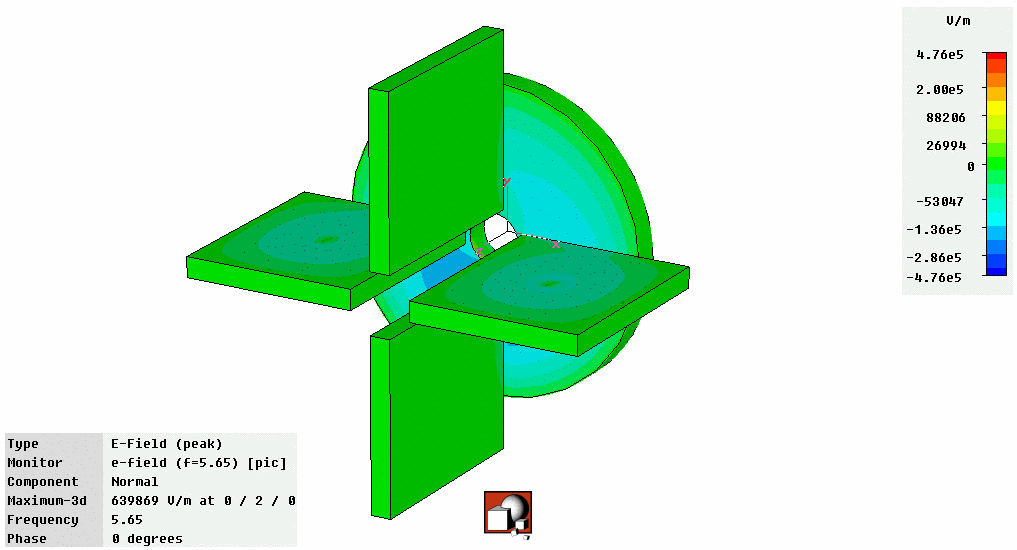 V/m
4.76e5
2.00e5
88206
26994
0
-53047
-1.36e5
-2.86e5
-4.76e5
Y
X
Type E-Field (peak)
Monitor e-field (f=5.65) [pic]
Component Normal
Maximum-3d 639869 V/m at 0 / 2 / 0
Frequency 5.65
Phase 0 degrees